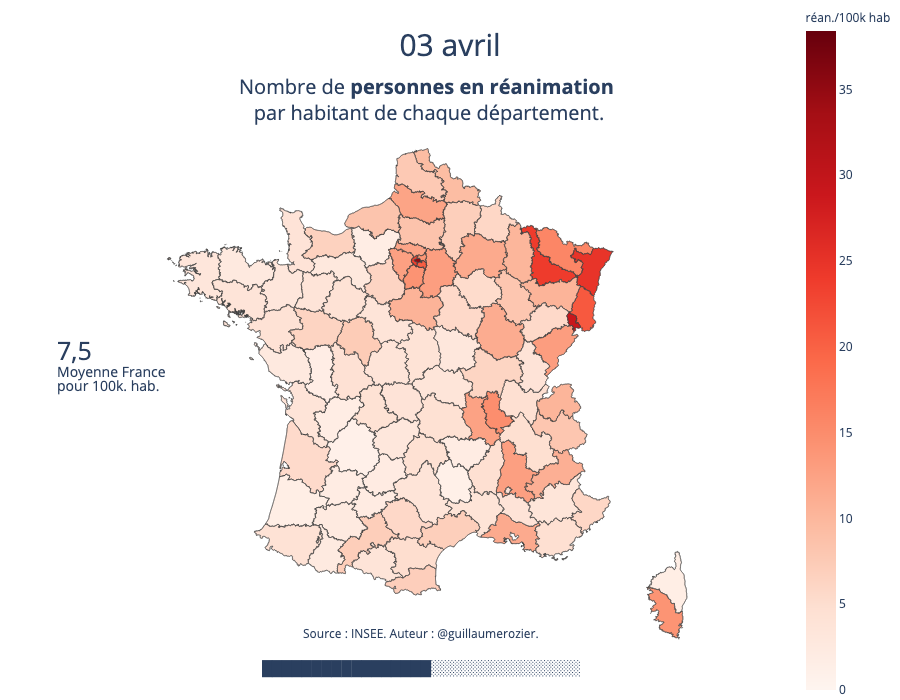 03 avril
Nombre de personnes en réanimation
par habitant de chaque département.
réan./100k hab
35
30
25
20
15
10
5
0
7,5
Moyenne France
pour 100k. hab.
Source : INSEE. Auteur : @guillaumerozier.